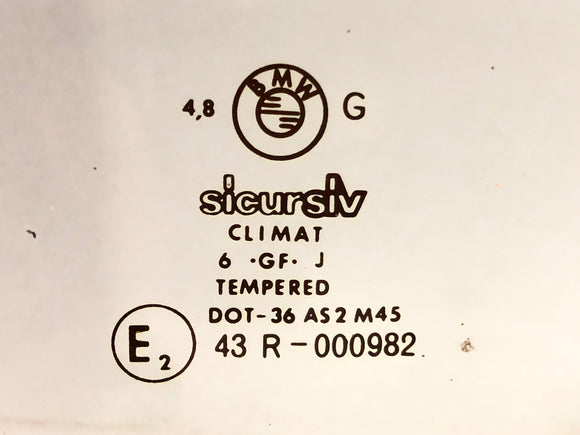 BMW
4,8 G
sicursiv
CLIMAT
6 ·GF· J
TEMPERED
DOT-36 AS2 M45
E2 43 R-000982